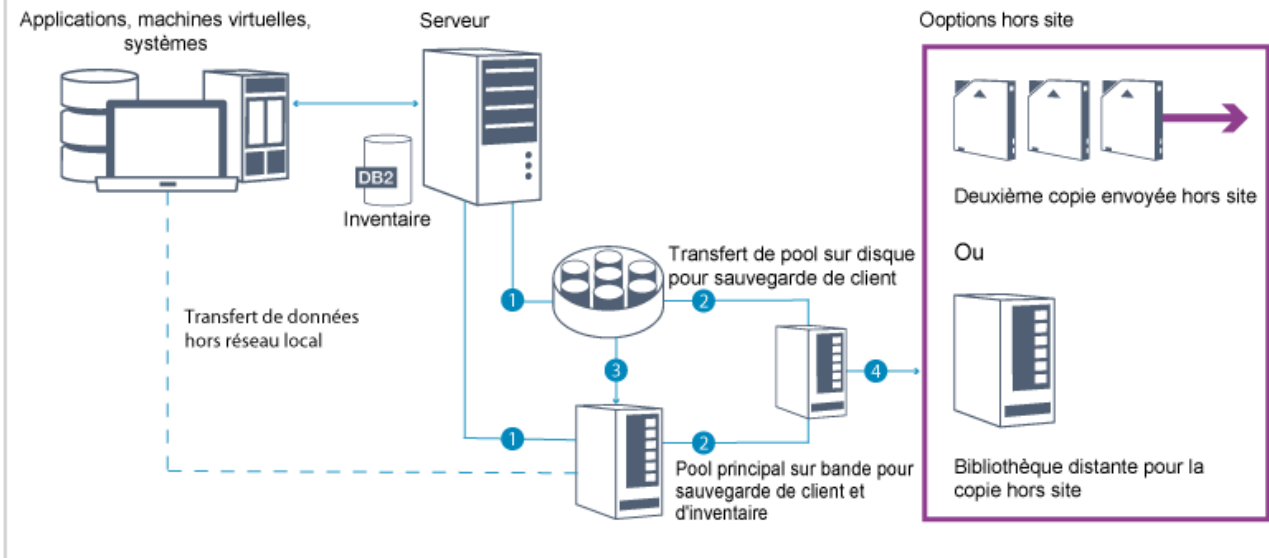 Applications, machines virtuelles,
systèmes
Serveur
Ooptions hors site
DB2
Inventaire
Deuxième copie envoyée hors site
Transfert de pool sur disque
pour sauvegarde de client
Ou
1
2
Transfert de données
hors réseau local
3
4
1
2
Pool principal sur bande pour
sauvegarde de client et
d'inventaire
Bibliothèque distante pour la
copie hors site